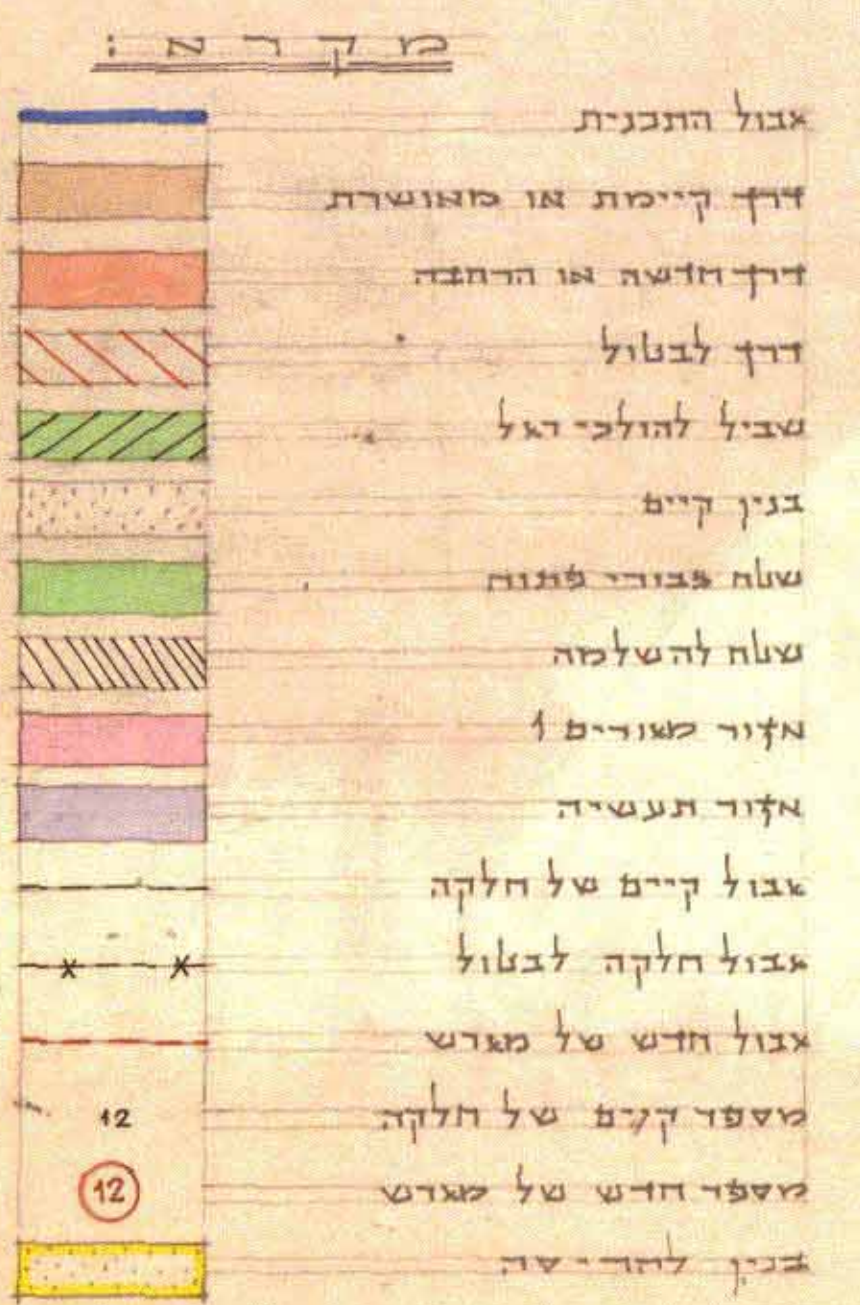 מקרא:
גבול התכנית
דרך קיימת או מאושרת
דרך חדשה או הרחבה
דרך לבטול
שביל להולכי רגל
בנין קיים
שטח צבורי פתוח
שטח להשלמה
אזור מגורים 1
אזור תעשיה
גבול קיים של חלקה
גבול חלקה לבטול
גבול חדש של מגרש
12 מספר קיים של חלקה
12 מספר חדש של מגרש
בנין להריסה